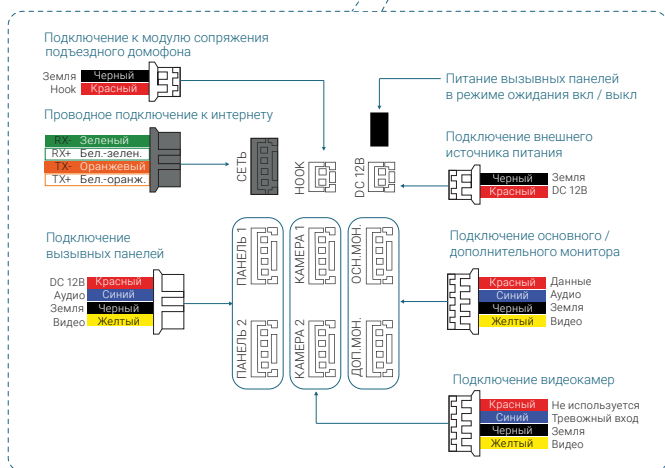 Подключение к модулю сопряжения
подъездного домофона
Земля Черный
Hook Красный
Питание вызывных панелей
в режиме ожидания вкл / выкл
Проводное подключение к интернету
RX- Зеленый
RX+ Бел.-зелен.
TX- Оранжевый
TX+ Бел.-оранж.
СЕТЬ
HOOK
DC 12В
Подключение внешнего
источника питания
Черный Земля
Красный DC 12В
Подключение
вызывных панелей
DC 12В Красный
Аудио Синий
Земля Черный
Видео Желтый
ПАНЕЛЬ 1
КАМЕРА 1
ОСН.МОН.
ПАНЕЛЬ 2
КАМЕРА 2
ДОП.МОН.
Подключение основного /
дополнительного монитора
Красный Данные
Синий Аудио
Черный Земля
Желтый Видео
Подключение видеокамер
Красный Не используется
Синий Тревожный вход
Черный Земля
Желтый Видео